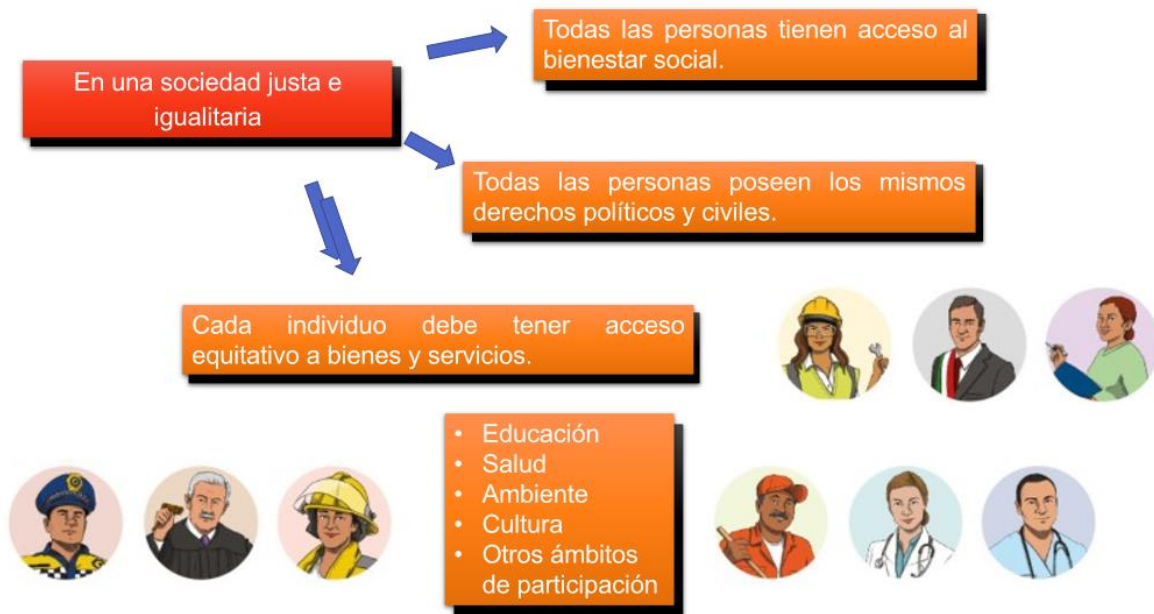 En una sociedad justa e
igualitaria
Todas las personas tienen acceso al
bienestar social.
Todas las personas poseen los mismos
derechos políticos y civiles.
Cada individuo debe tener acceso
equitativo a bienes y servicios.
• Educación
• Salud
• Ambiente
• Cultura
• Otros ámbitos
de participación